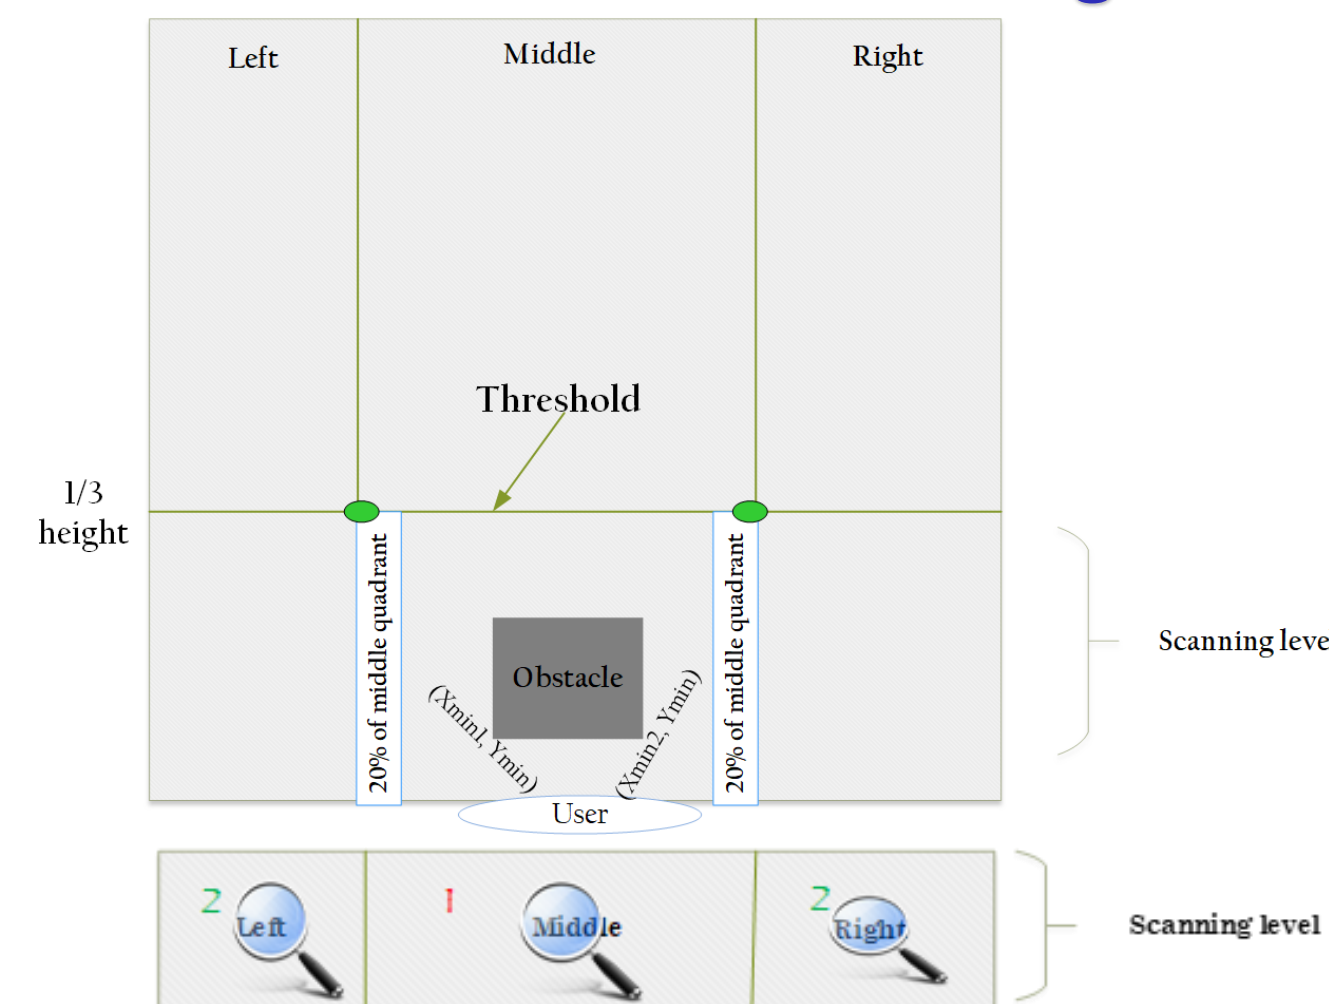 Left
Middle
Right
Threshold
1/3
height
20% of middle quadrant
20% of middle quadrant
Obstacle
(Xmin1, Ymin)
(Xmin2, Ymin)
Scanning leve
User
2
Left
1
Middle
2
Right
Scanning level